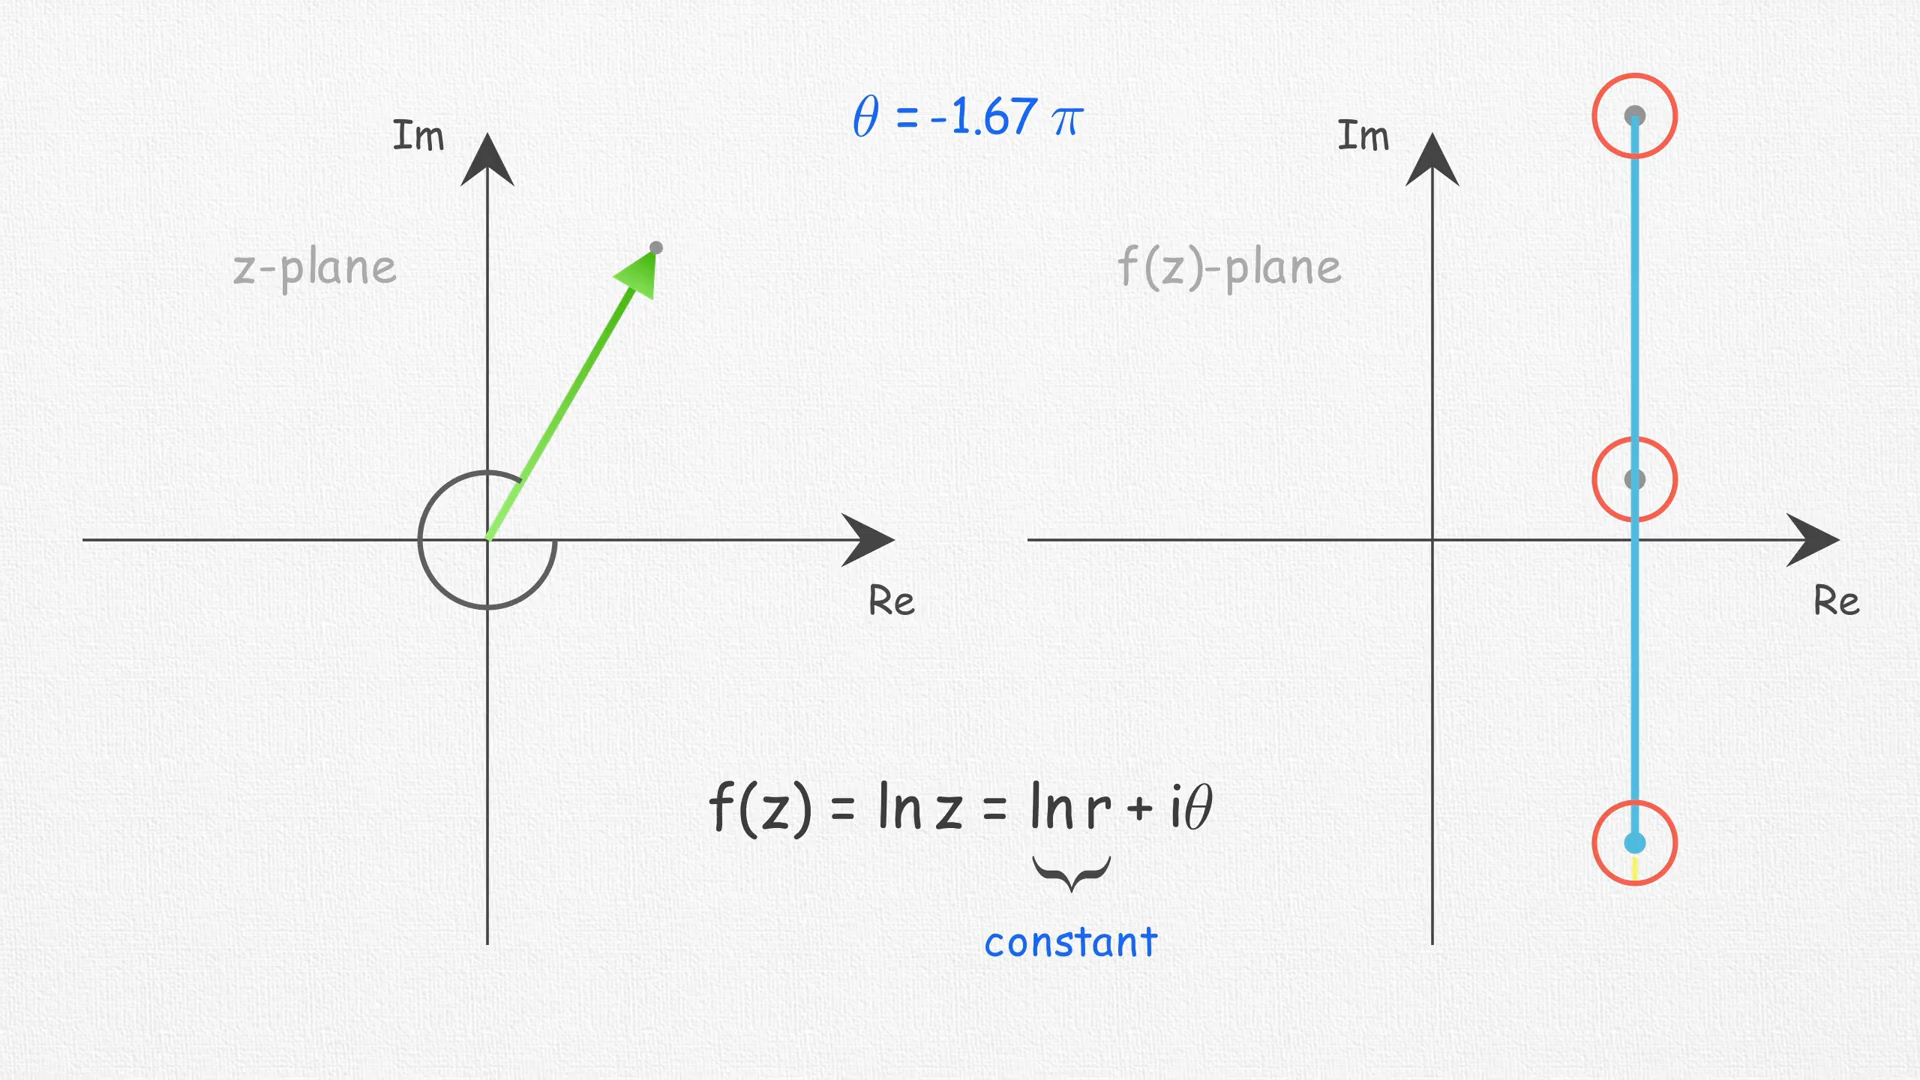 θ = -1.67 π
Im
Im
z-plane
f(z)-plane
Re
Re
f(z) = ln z = ln r + iθ
constant